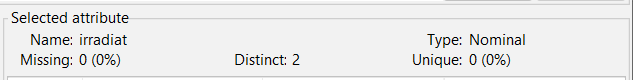 Selected attribute
Name: irradiat Type: Nominal
Missing: 0 (0%) Distinct: 2 Unique: 0 (0%)